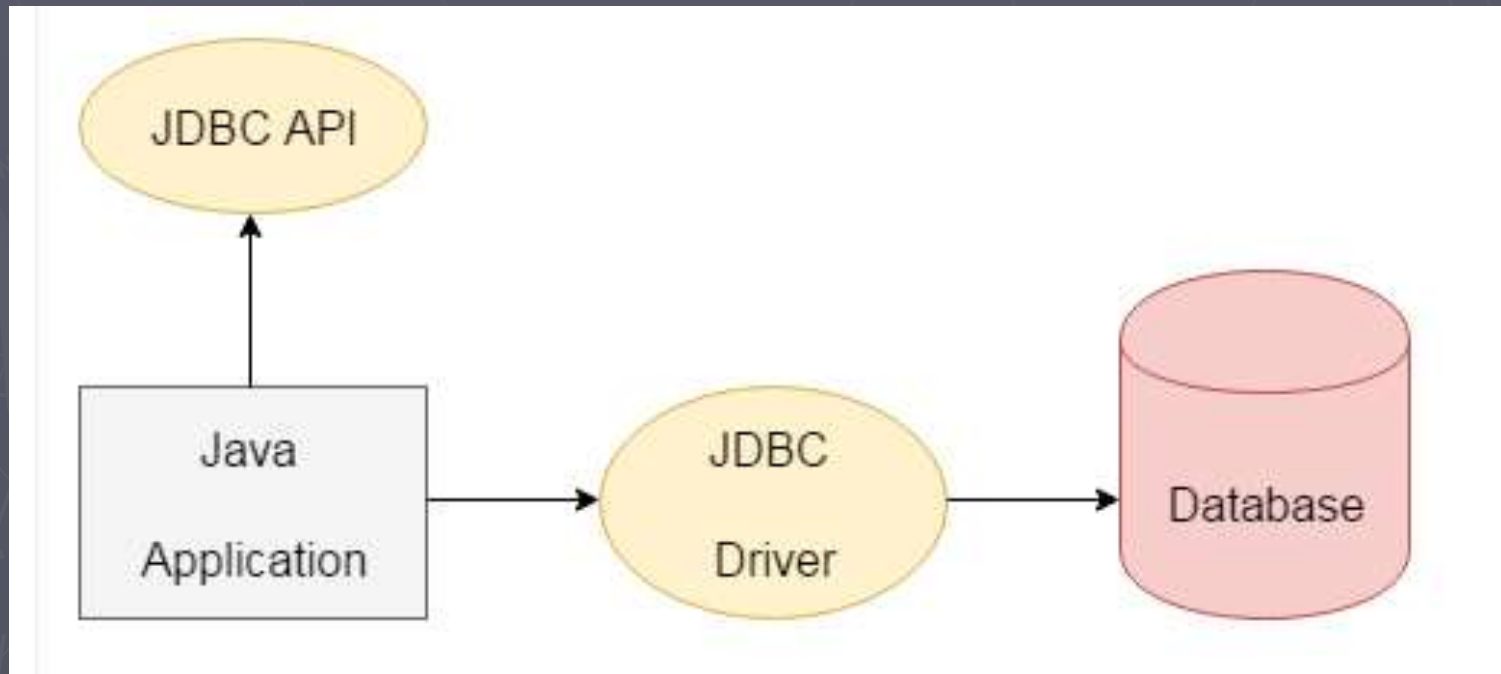 JDBC API
Java
Application
JDBC
Driver
Database